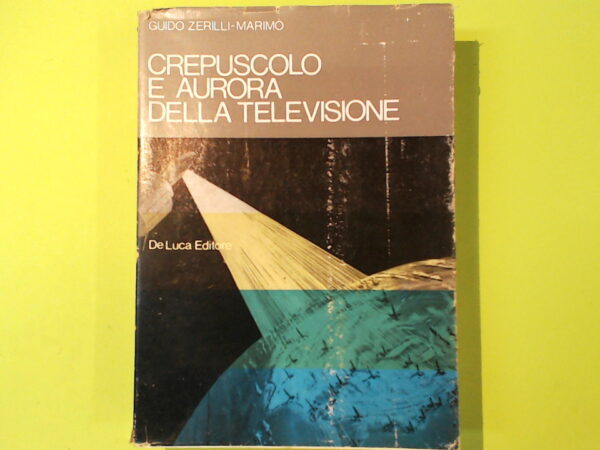 GUIDO ZERILLI-MARIMÒ
CREPUSCOLO
E AURORA
DELLA TELEVISIONE
De Luca Editore